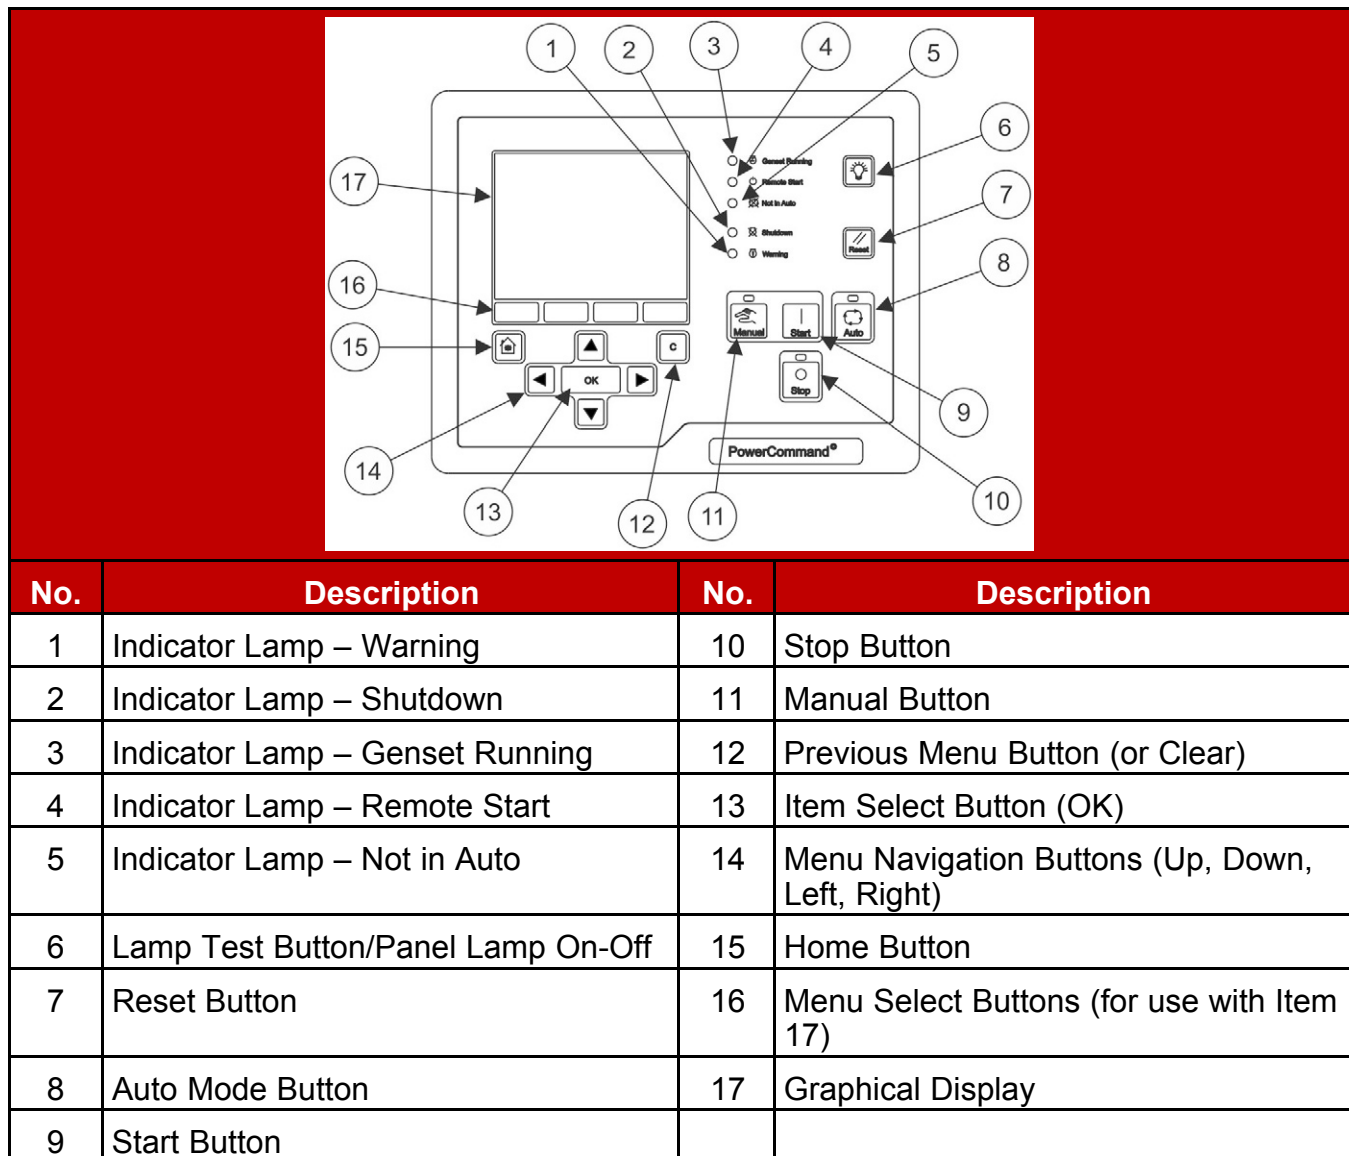 1
2
3
4
5
6
7
8
9
10
11
12
13
14
15
16
17
Genset Running
Remote Start
Not in Auto
Shutdown
Warning
Reset
Manual
Start
Auto
Stop
C
OK
PowerCommand®
No. Description No. Description
1 Indicator Lamp – Warning 10 Stop Button
2 Indicator Lamp – Shutdown 11 Manual Button
3 Indicator Lamp – Genset Running 12 Previous Menu Button (or Clear)
4 Indicator Lamp – Remote Start 13 Item Select Button (OK)
5 Indicator Lamp – Not in Auto 14 Menu Navigation Buttons (Up, Down,
Left, Right)
6 Lamp Test Button/Panel Lamp On-Off 15 Home Button
7 Reset Button 16 Menu Select Buttons (for use with Item
17)
8 Auto Mode Button 17 Graphical Display
9 Start Button